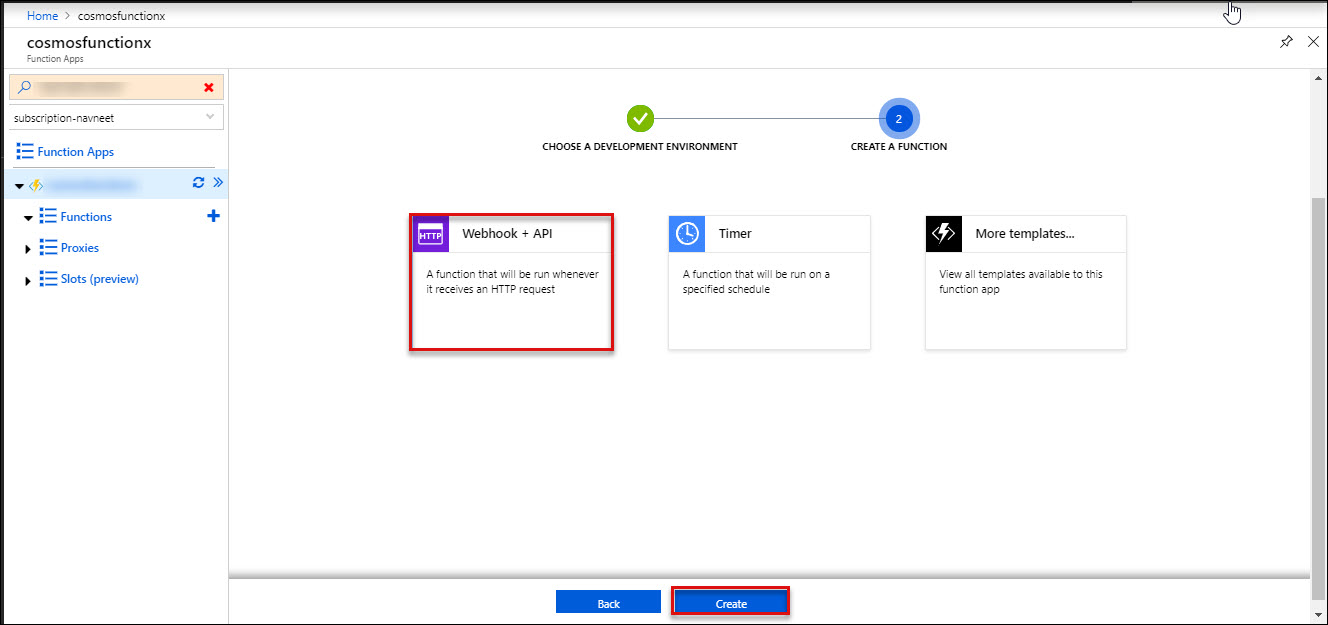 Home > cosmosfunctionx
cosmosfunctionx
Function Apps
subscription-navneet
Function Apps
Functions
Proxies
Slots (preview)
2
CHOOSE A DEVELOPMENT ENVIRONMENT
CREATE A FUNCTION
HTTP
Webhook + API
A function that will be run whenever
it receives an HTTP request
Timer
A function that will be run on a
specified schedule
More templates...
View all templates available to this
function app
Back
Create